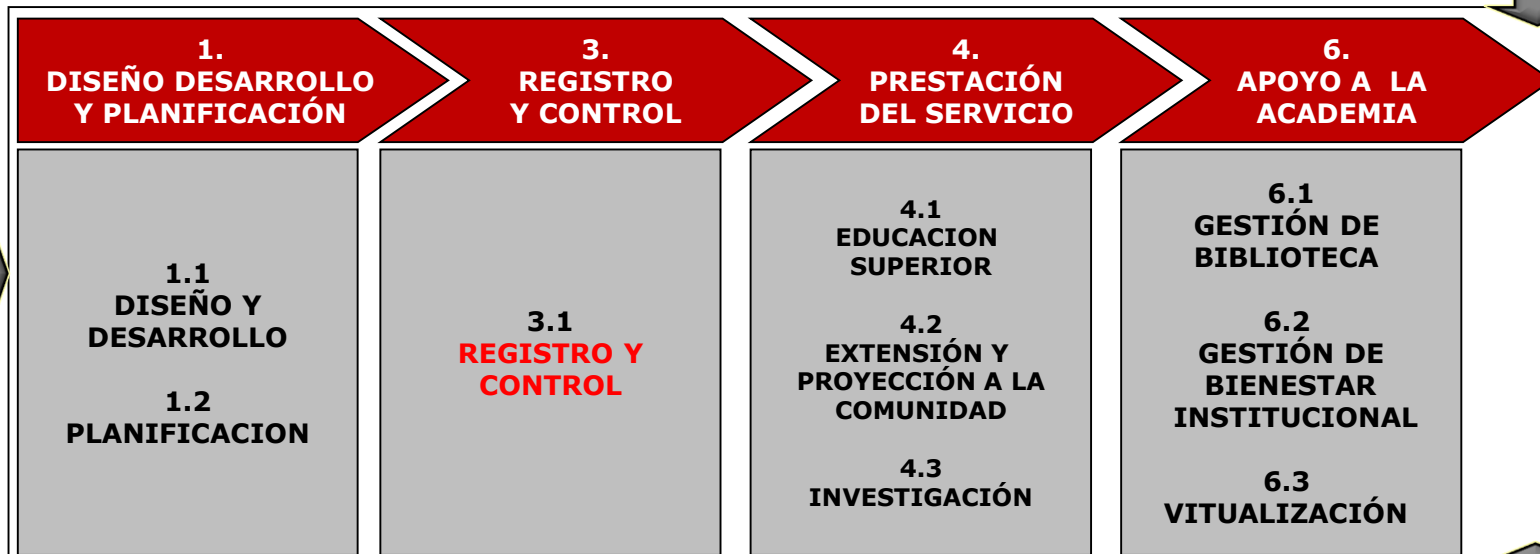 1.
DISEÑO DESARROLLO
Y PLANIFICACIÓN
3.
REGISTRO
Y CONTROL
4.
PRESTACIÓN
DEL SERVICIO
6.
APOYO A LA
ACADEMIA
1.1
DISEÑO Y
DESARROLLO
1.2
PLANIFICACION
3.1
REGISTRO Y
CONTROL
4.1
EDUCACION
SUPERIOR
4.2
EXTENSIÓN Y
PROYECCIÓN A LA
COMUNIDAD
4.3
INVESTIGACIÓN
6.1
GESTIÓN DE
BIBLIOTECA
6.2
GESTIÓN DE
BIENESTAR
INSTITUCIONAL
6.3
VITUALIZACIÓN